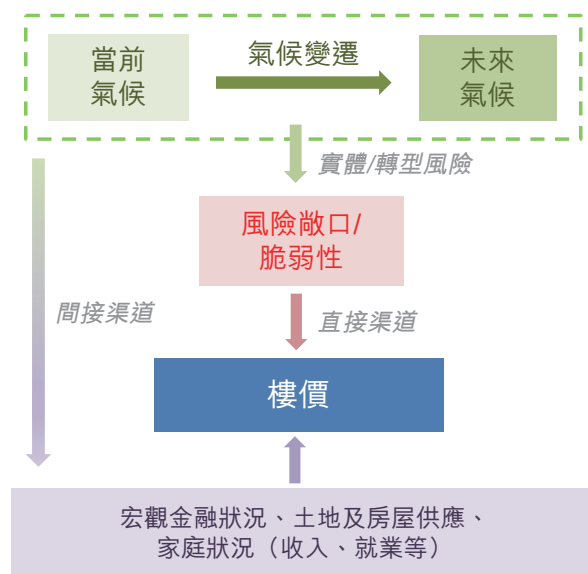 當前
氣候
氣候變遷
未來
氣候
實體/轉型風險
風險敞口/
脆弱性
間接渠道
直接渠道
樓價
宏觀金融狀況、土地及房屋供應、
家庭狀況（收入、就業等）